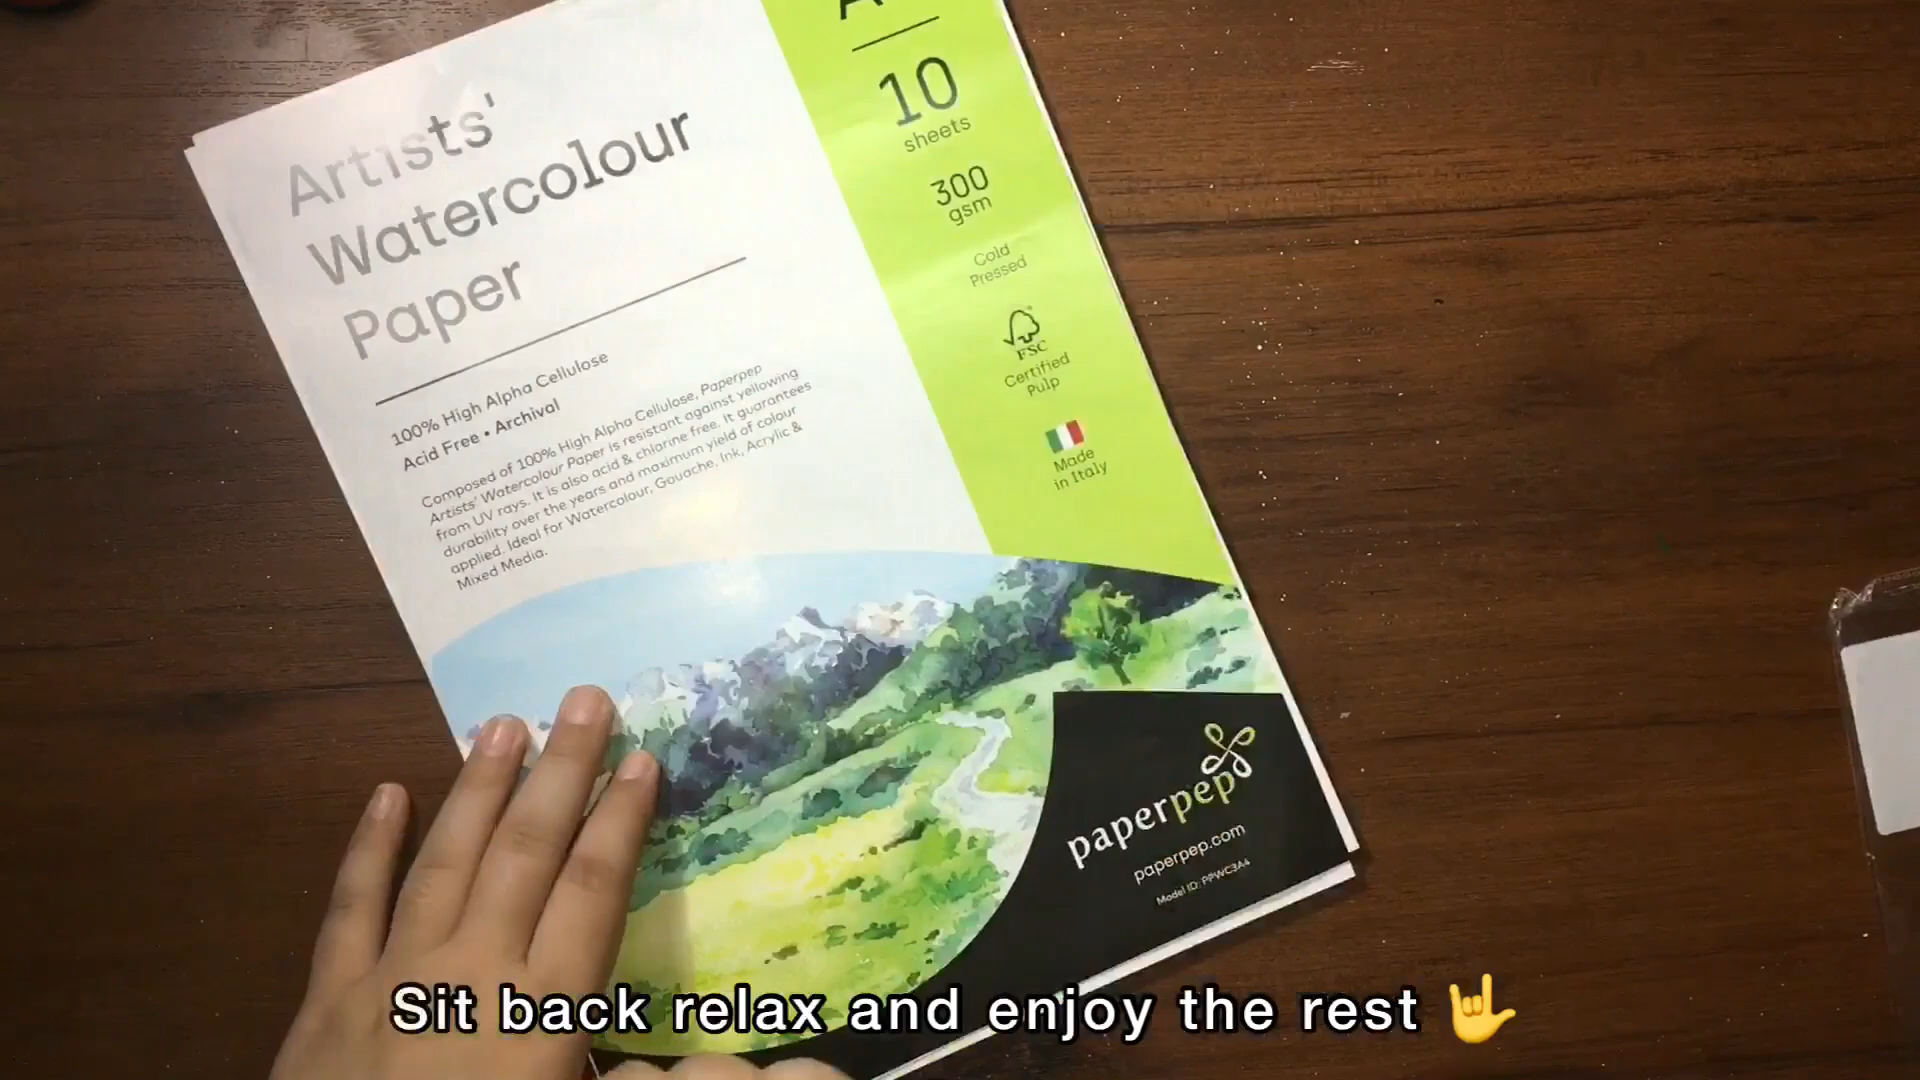 Artists'
Watercolour
Paper
100% High Alpha Cellulose
Acid Free • Archival
Composed of 100% High Alpha Cellulose, Paperpep
Artists' Watercolour Paper is resistant against yellowing
from UV rays. It is also acid & chlorine free. It guarantees
durability over the years and maximum yield of colour
applied. Ideal for Watercolour, Gouache, Ink, Acrylic &
Mixed Media.
10
sheets
300
gsm
Cold
Pressed
FSC
Certified
Pulp
Made
in Italy
paperpep
paperpep.com
Model ID: PPWC3A4
Sit back relax and enjoy the rest 🤟